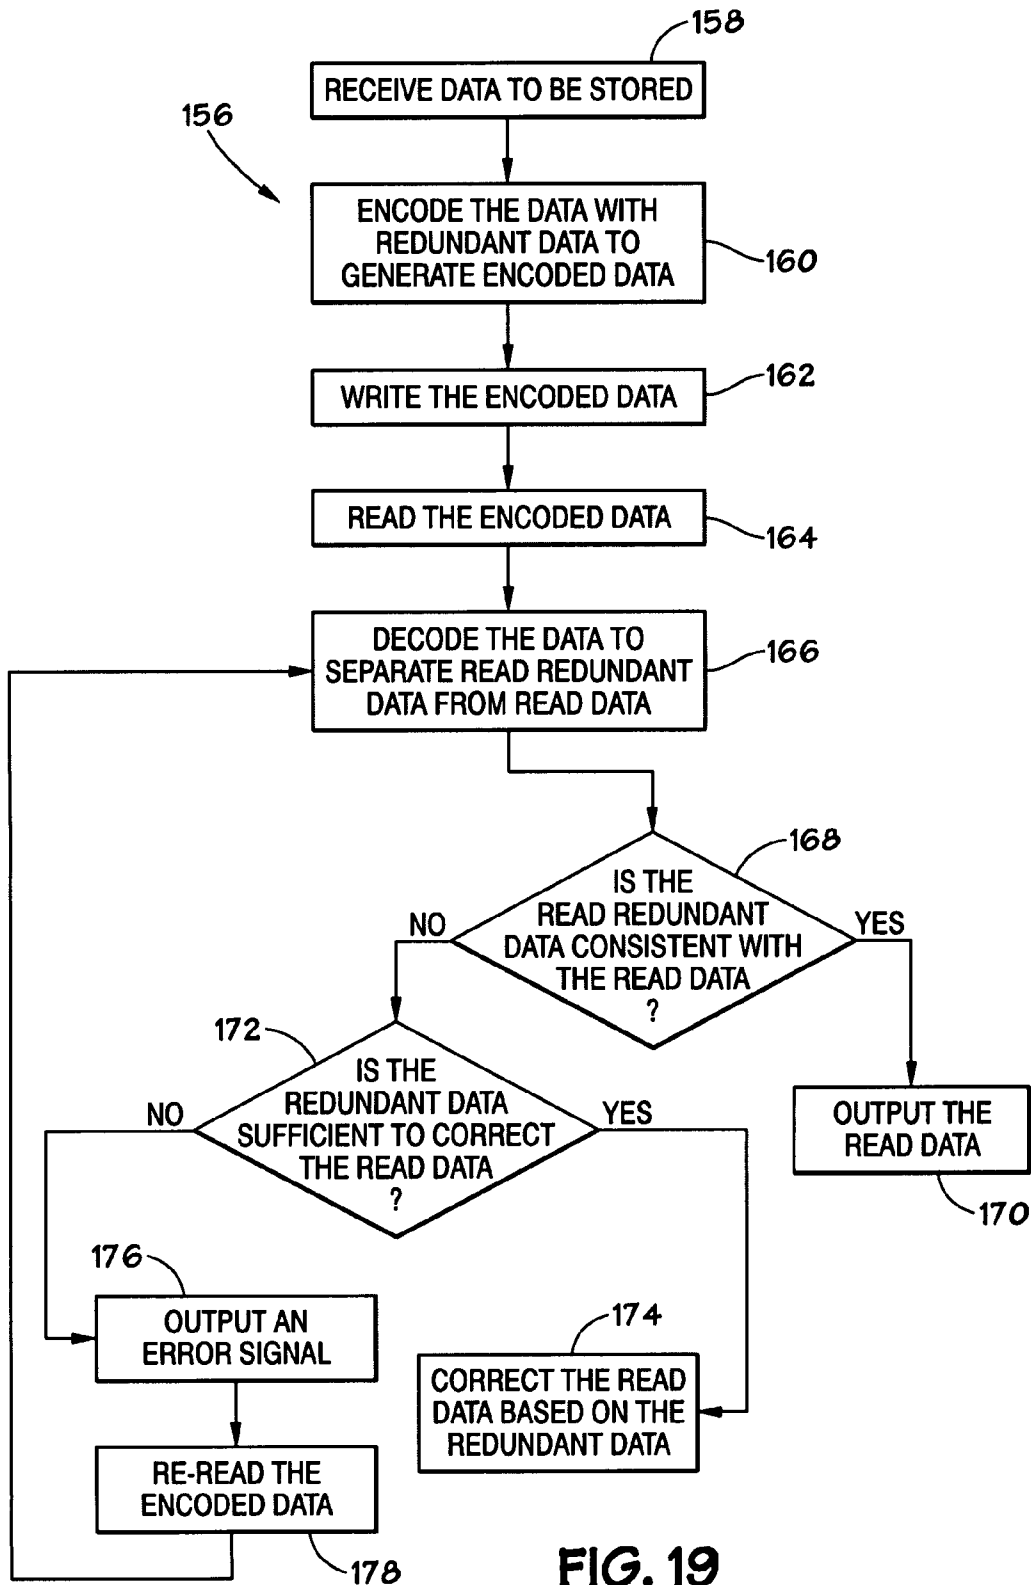 158
RECEIVE DATA TO BE STORED
156
ENCODE THE DATA WITH
REDUNDANT DATA TO
GENERATE ENCODED DATA
160
WRITE THE ENCODED DATA
162
READ THE ENCODED DATA
164
DECODE THE DATA TO
SEPARATE READ REDUNDANT
DATA FROM READ DATA
166
168
IS THE
READ REDUNDANT
DATA CONSISTENT WITH
THE READ DATA
?
NO
YES
172
IS THE
REDUNDANT DATA
SUFFICIENT TO CORRECT
THE READ DATA
?
NO
YES
OUTPUT THE
READ DATA
170
176
OUTPUT AN
ERROR SIGNAL
174
CORRECT THE READ
DATA BASED ON THE
REDUNDANT DATA
RE-READ THE
ENCODED DATA
178
FIG. 19